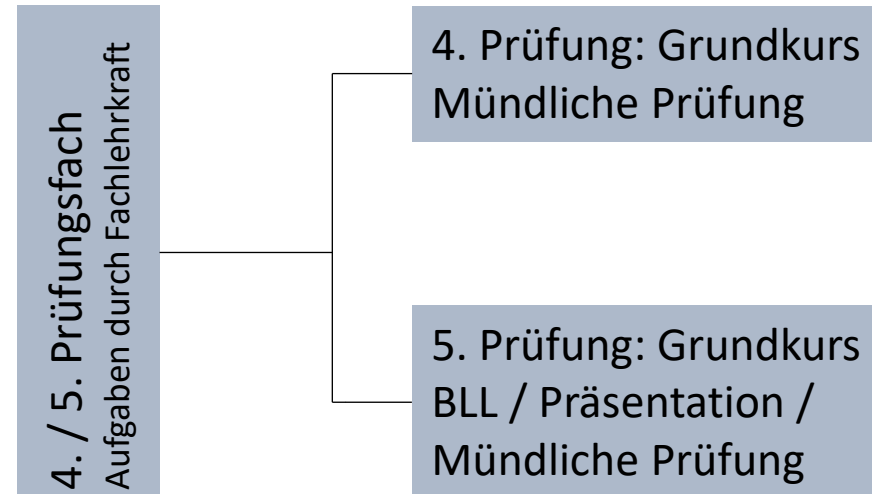 4. / 5. Prüfungsfach
Aufgaben durch Fachlehrkraft
4. Prüfung: Grundkurs
Mündliche Prüfung
5. Prüfung: Grundkurs
BLL / Präsentation /
Mündliche Prüfung